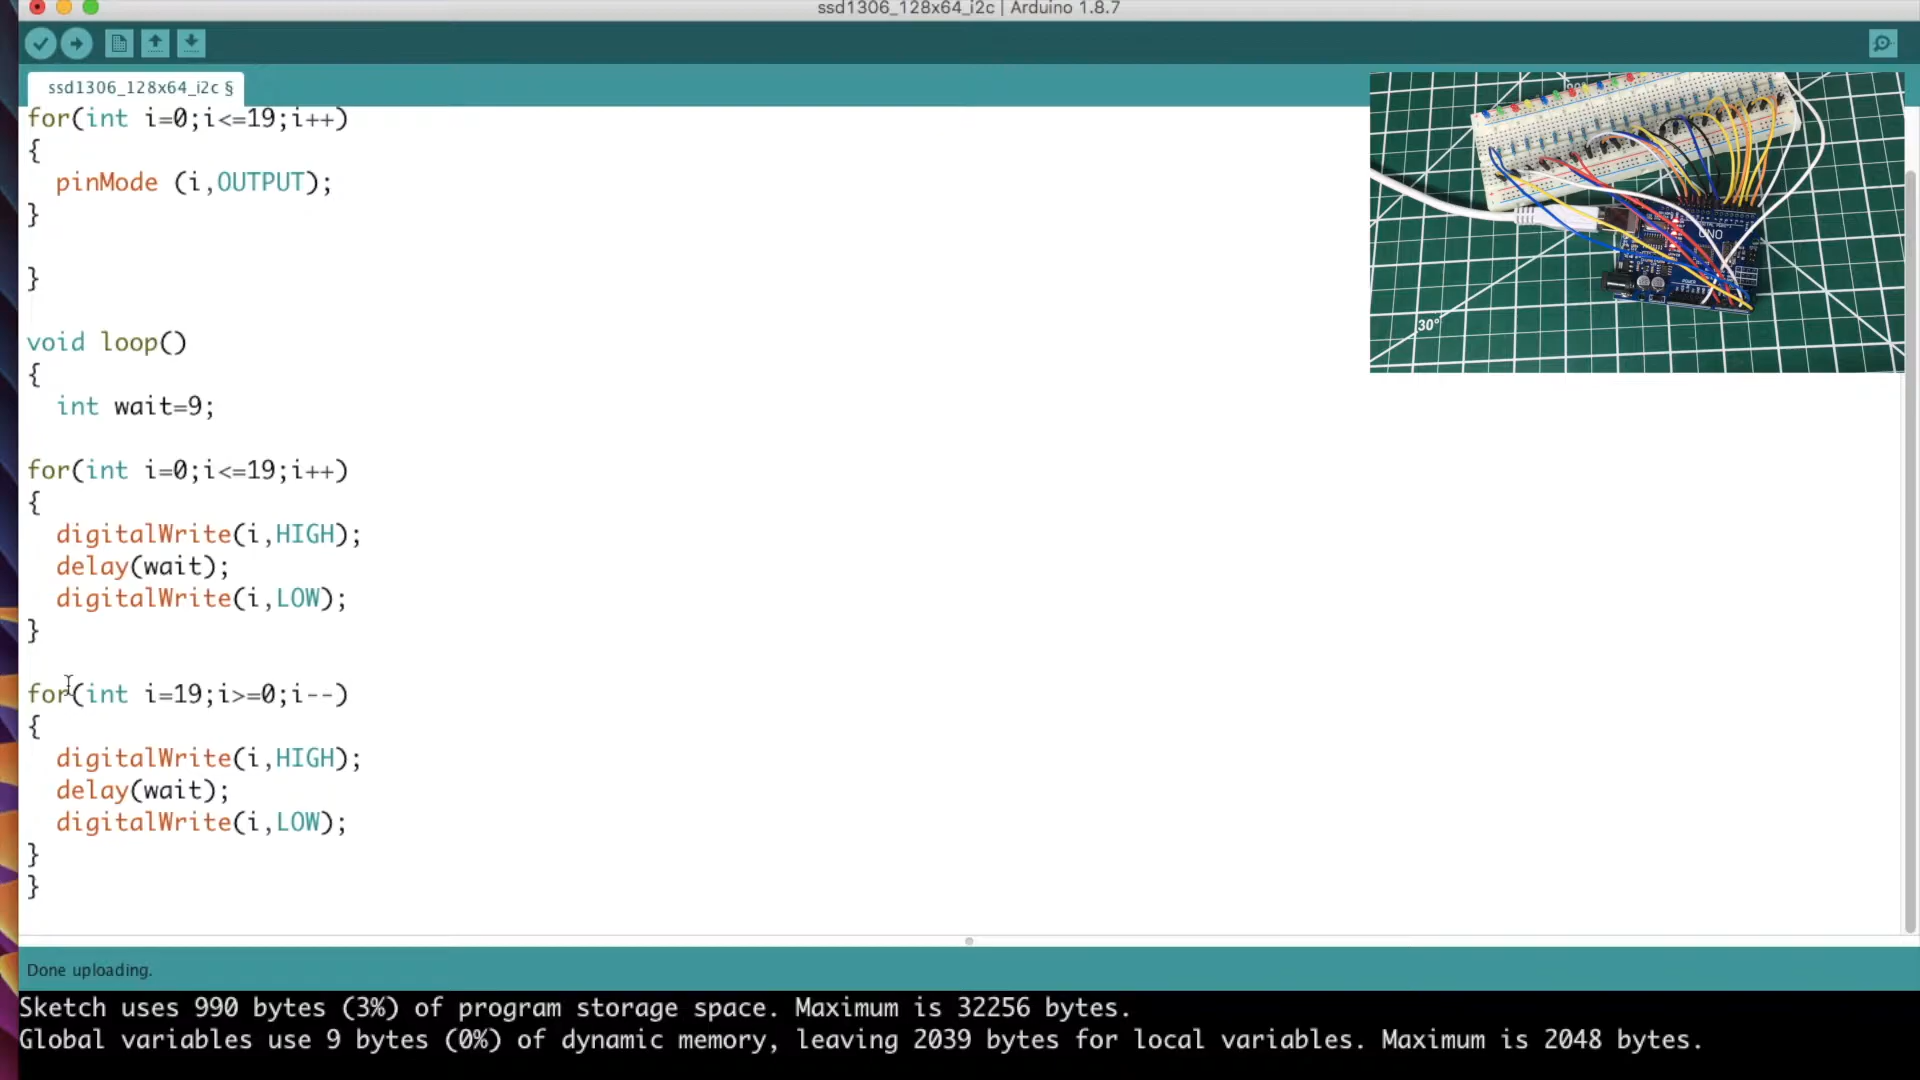 ssd1306_128x64_i2c | Arduino 1.8.7
ssd1306_128x64_i2c §
for(int i=0;i<=19;i++)
{
pinMode (i,OUTPUT);
}
}
void loop()
{
int wait=9;
for(int i=0;i<=19;i++)
{
digitalWrite(i,HIGH);
delay(wait);
digitalWrite(i,LOW);
}
for(int i=19;i>=0;i--)
{
digitalWrite(i,HIGH);
delay(wait);
digitalWrite(i,LOW);
}
}
UNO
30°
Done uploading.
Sketch uses 990 bytes (3%) of program storage space. Maximum is 32256 bytes.
Global variables use 9 bytes (0%) of dynamic memory, leaving 2039 bytes for local variables. Maximum is 2048 bytes.